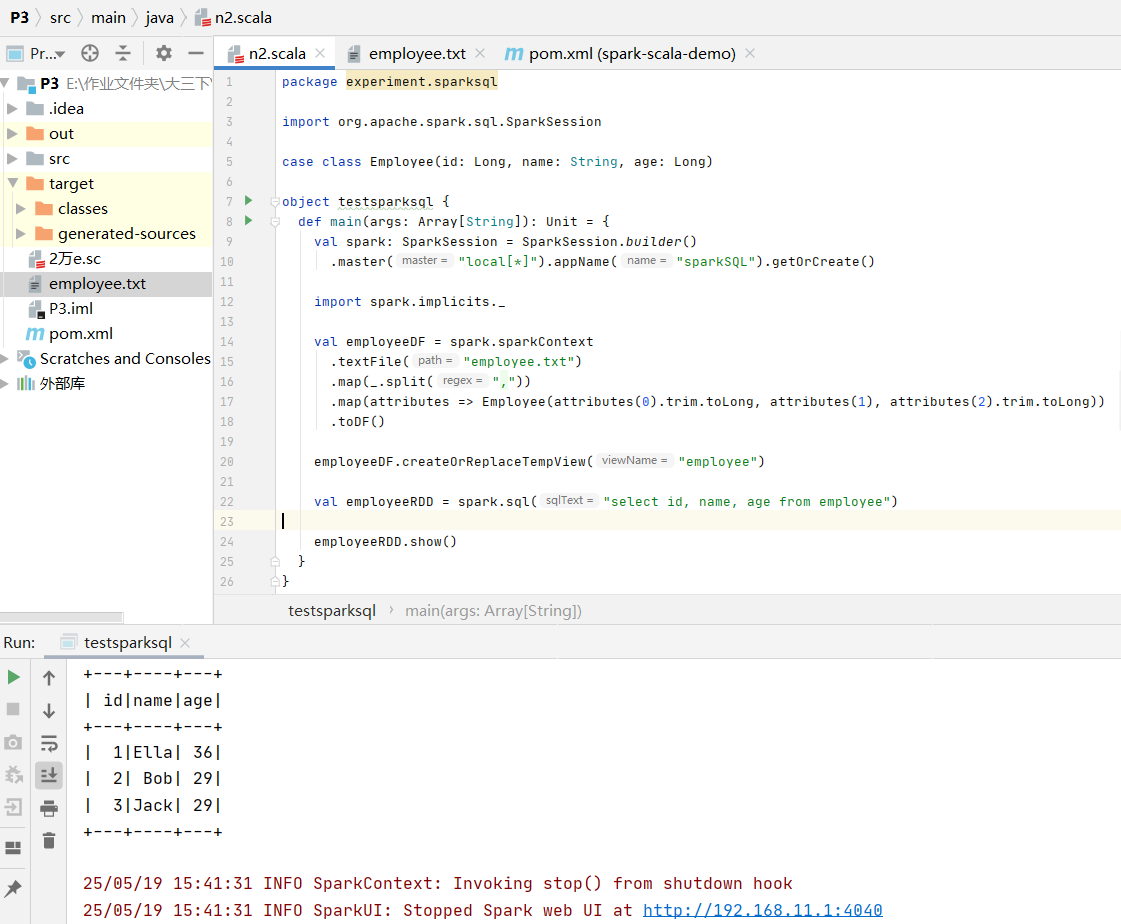 P3 src main java n2.scala
Pr...
n2.scala employee.txt pom.xml (spark-scala-demo)
P3 E:\作业文件夹\大三下\
.idea
out
src
target
classes
generated-sources
2万e.sc
employee.txt
P3.iml
pom.xml
Scratches and Consoles
外部库
1 package experiment.sparksql
2
3 import org.apache.spark.sql.SparkSession
4
5 case class Employee(id: Long, name: String, age: Long)
6
7 object testsparksql {
8 def main(args: Array[String]): Unit = {
9 val spark: SparkSession = SparkSession.builder()
10 .master( master = "local[*]").appName( name = "sparkSQL").getOrCreate()
11
12 import spark.implicits._
13
14 val employeeDF = spark.sparkContext
15 .textFile( path = "employee.txt")
16 .map(_.split( regex = ","))
17 .map(attributes => Employee(attributes(0).trim.toLong, attributes(1), attributes(2).trim.toLong))
18 .toDF()
19
20 employeeDF.createOrReplaceTempView( viewName = "employee")
21
22 val employeeRDD = spark.sql( sqlText = "select id, name, age from employee")
23
24 employeeRDD.show()
25 }
26 }
testsparksql main(args: Array[String])
Run: testsparksql
+---+----+---+
| id|name|age|
+---+----+---+
|  1|Ella| 36|
|  2| Bob| 29|
|  3|Jack| 29|
+---+----+---+
25/05/19 15:41:31 INFO SparkContext: Invoking stop() from shutdown hook
25/05/19 15:41:31 INFO SparkUI: Stopped Spark web UI at http://192.168.11.1:4040